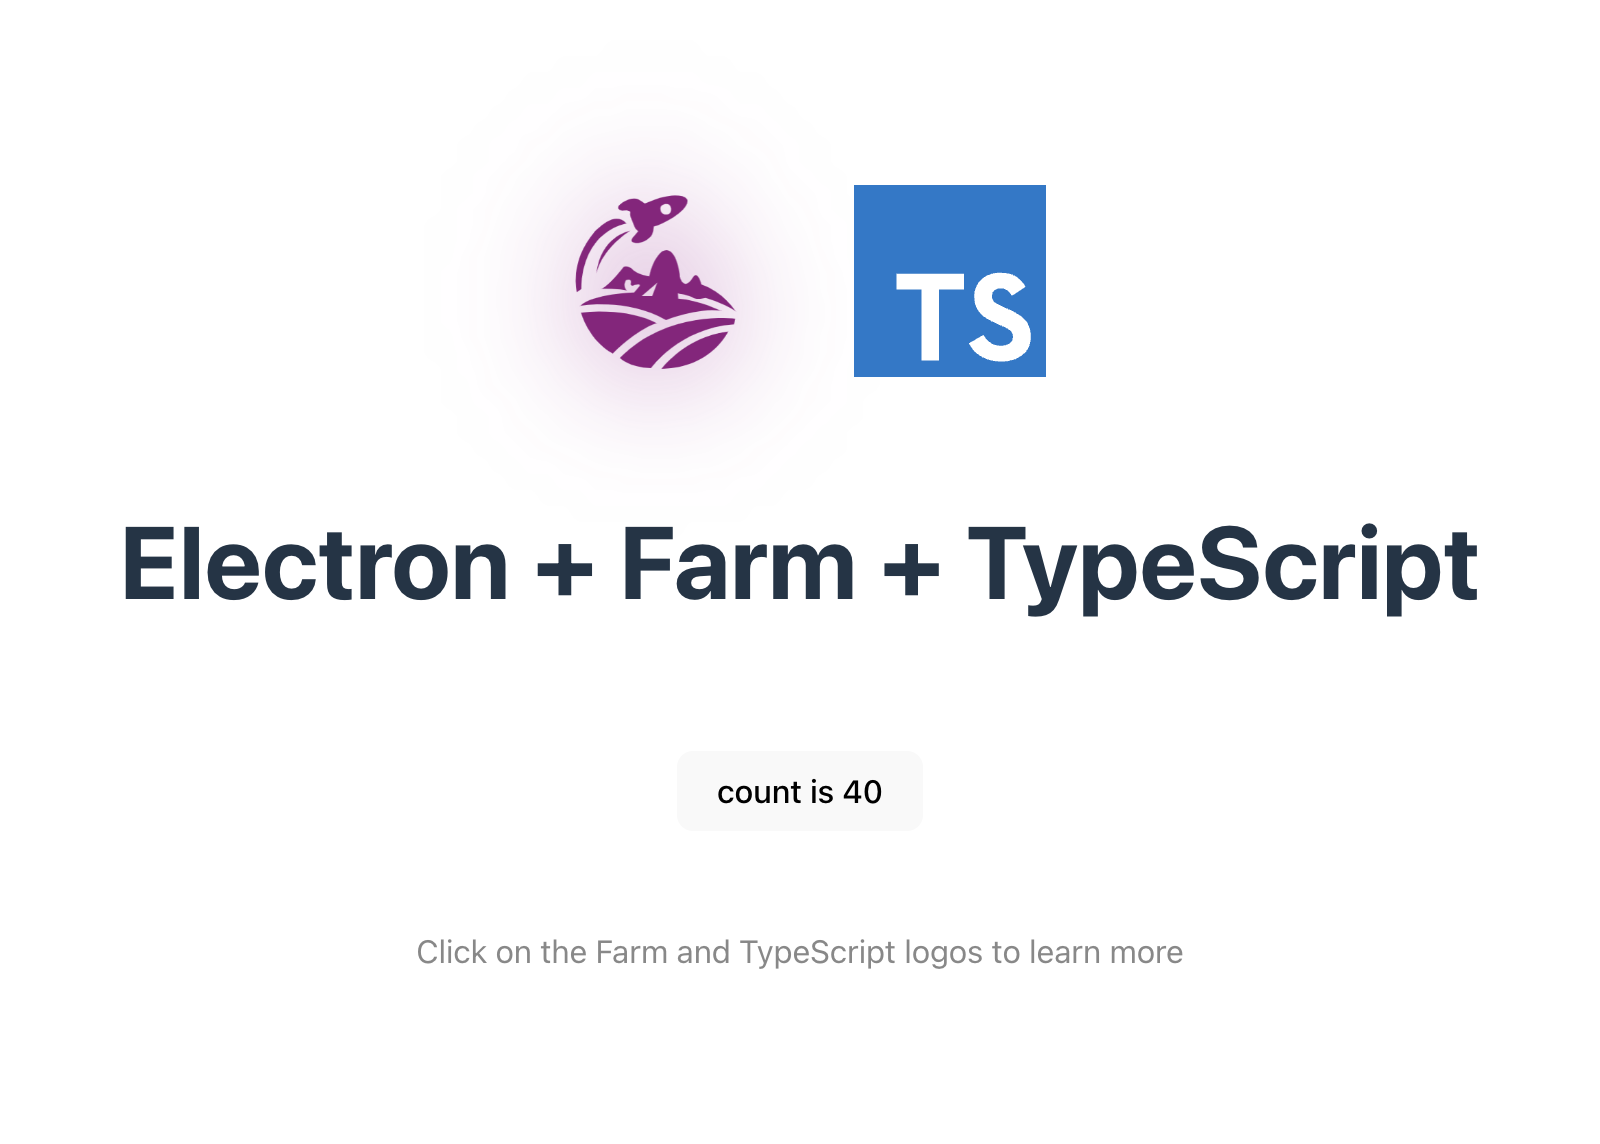 TS
Electron + Farm + TypeScript
count is 40
Click on the Farm and TypeScript logos to learn more